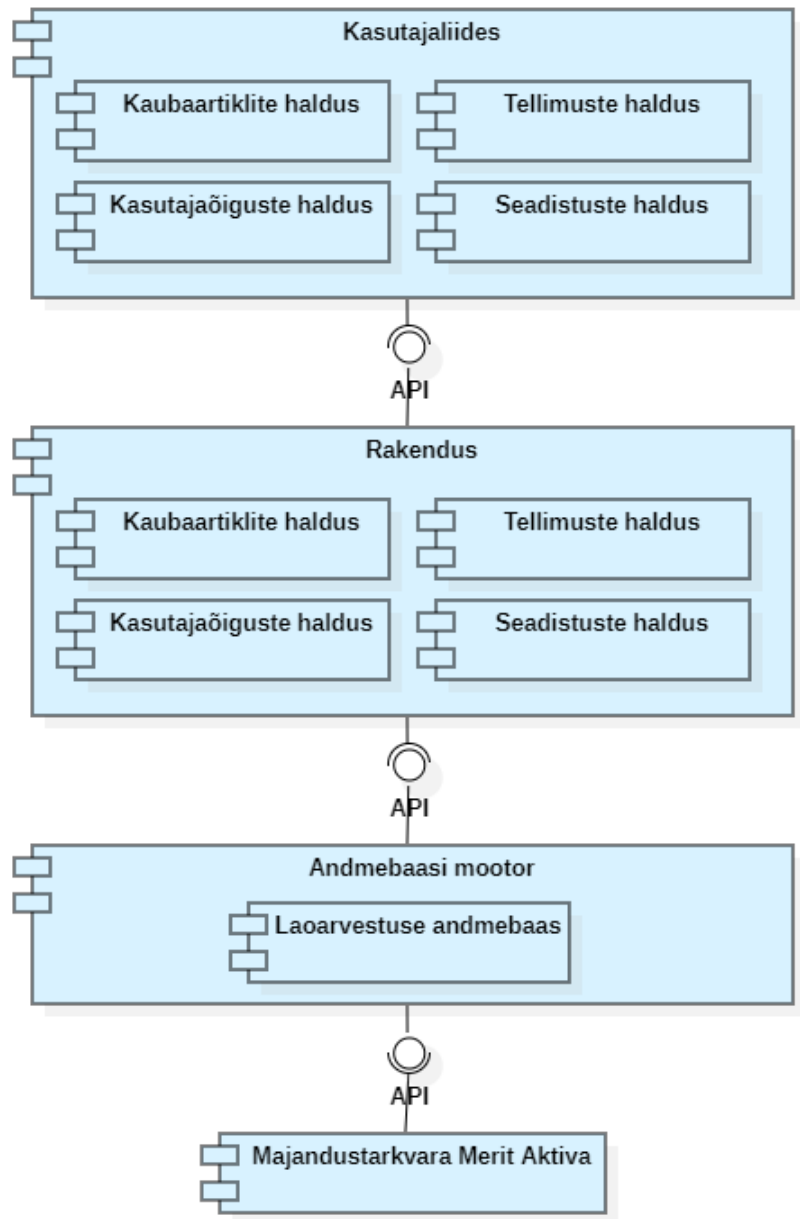 Kasutajaliides
Kaubaartiklite haldus
Tellimuste haldus
Kasutajaõiguste haldus
Seadistuste haldus
API
Rakendus
Kaubaartiklite haldus
Tellimuste haldus
Kasutajaõiguste haldus
Seadistuste haldus
API
Andmebaasi mootor
Laoarvestuse andmebaas
API
Majandustarkvara Merit Aktiva